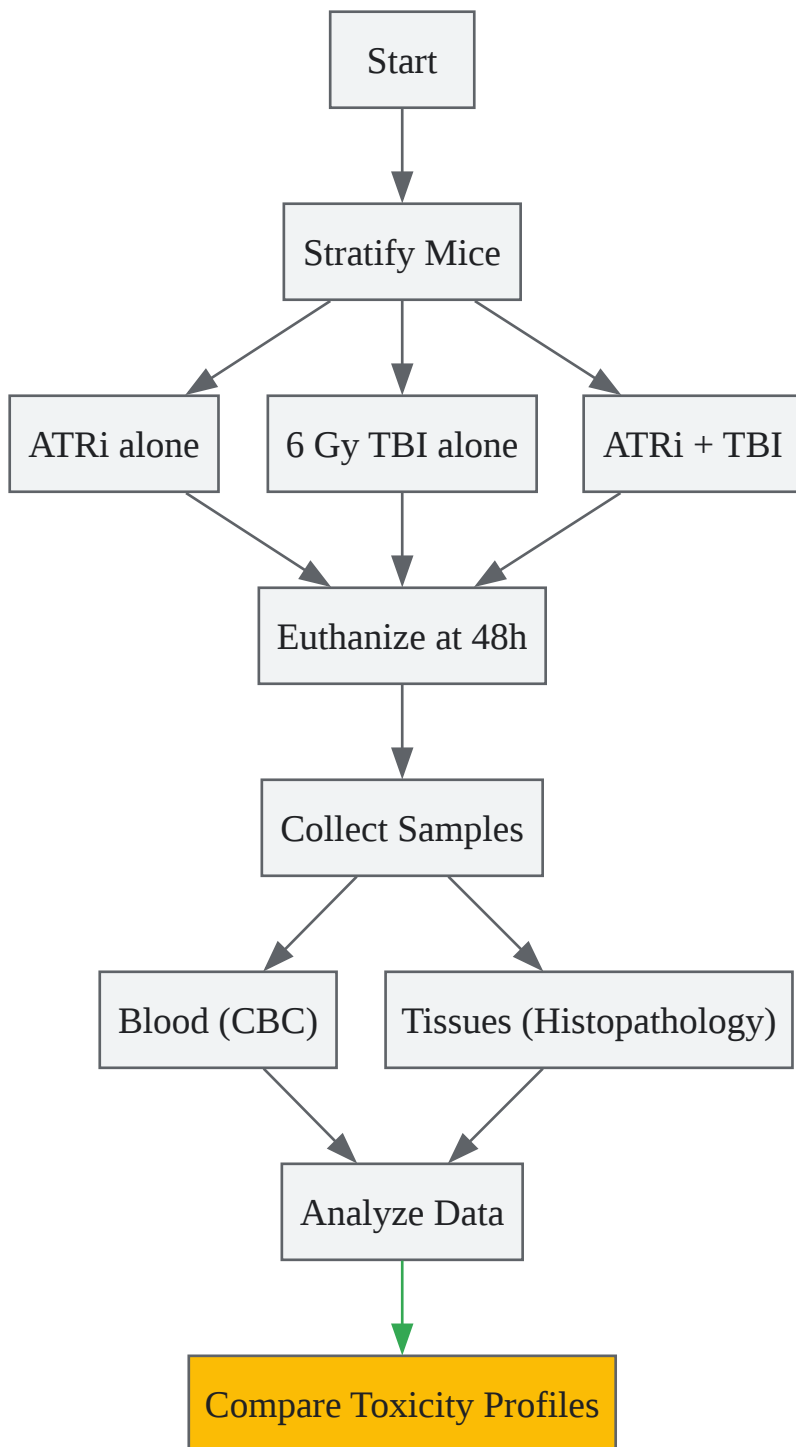 Start
Stratify Mice
ATRi alone
6 Gy TBI alone
ATRi + TBI
Euthanize at 48h
Collect Samples
Blood (CBC)
Tissues (Histopathology)
Analyze Data
Compare Toxicity Profiles